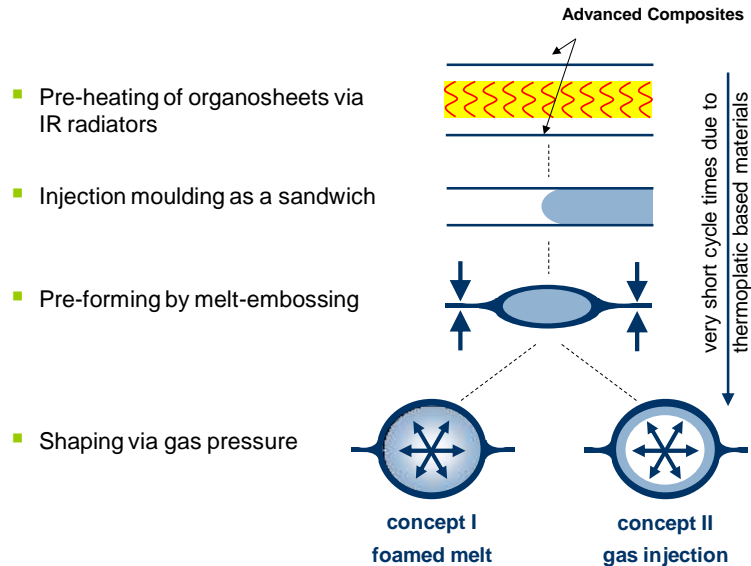 Advanced Composites
Pre-heating of organosheets via
IR radiators
Injection moulding as a sandwich
Pre-forming by melt-embossing
Shaping via gas pressure
very short cycle times due to
thermoplatic based materials
concept I
foamed melt
concept II
gas injection